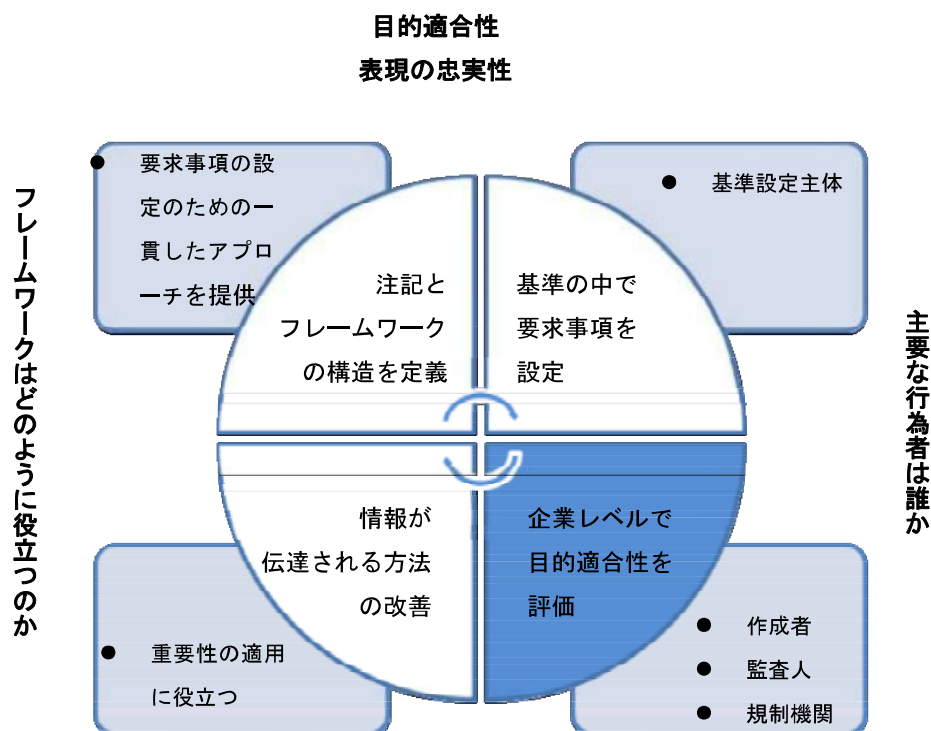 目的適合性
表現の忠実性
フレームワークはどのように役立つのか
● 要求事項の設
定のための一
貫したアプロ
ーチを提供
注記と
フレームワーク
の構造を定義
基準の中で
要求事項を
設定
● 基準設定主体
主要な行為者は誰か
● 重要性の適用
に役立つ
情報が
伝達される方法
の改善
企業レベルで
目的適合性を
評価
● 作成者
● 監査人
● 規制機関